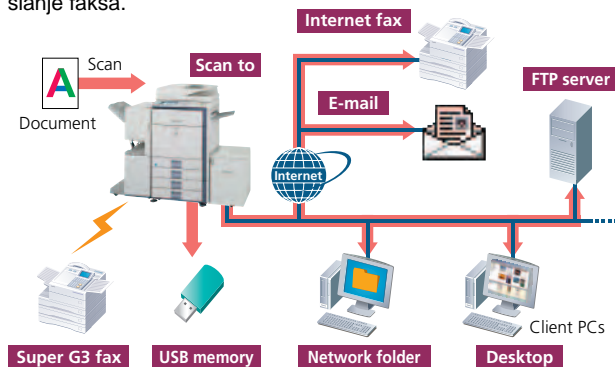 slanje faksa.
Internet fax
Scan
Scan to
FTP server
A
E-mail
Document
Internet
Client PCs
Super G3 fax
USB memory
Network folder
Desktop